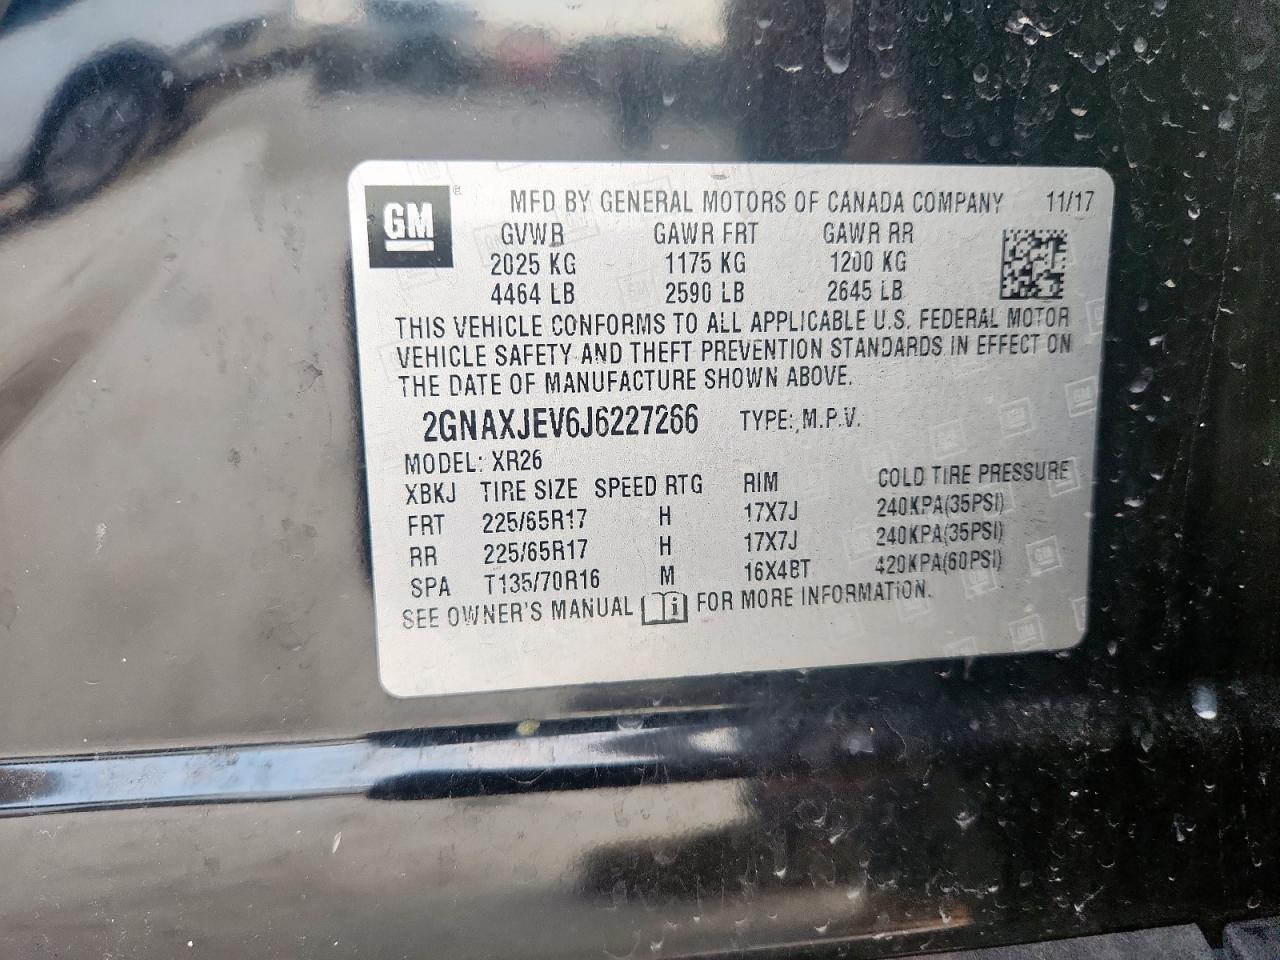 GM ® MFD BY GENERAL MOTORS OF CANADA COMPANY 11/17
GVWR GAWR FRT GAWR RR
2025 KG 1175 KG 1200 KG
4464 LB 2590 LB 2645 LB
THIS VEHICLE CONFORMS TO ALL APPLICABLE U.S. FEDERAL MOTOR
VEHICLE SAFETY AND THEFT PREVENTION STANDARDS IN EFFECT ON
THE DATE OF MANUFACTURE SHOWN ABOVE.
2GNAXJEV6J6227266 TYPE: M.P.V.
MODEL: XR26
XBKJ TIRE SIZE SPEED RTG RIM COLD TIRE PRESSURE
FRT 225/65R17 H 17X7J 240KPA(35PSI)
RR 225/65R17 H 17X7J 240KPA(35PSI)
SPA T135/70R16 M 16X4BT 420KPA(60PSI)
SEE OWNER'S MANUAL i FOR MORE INFORMATION.